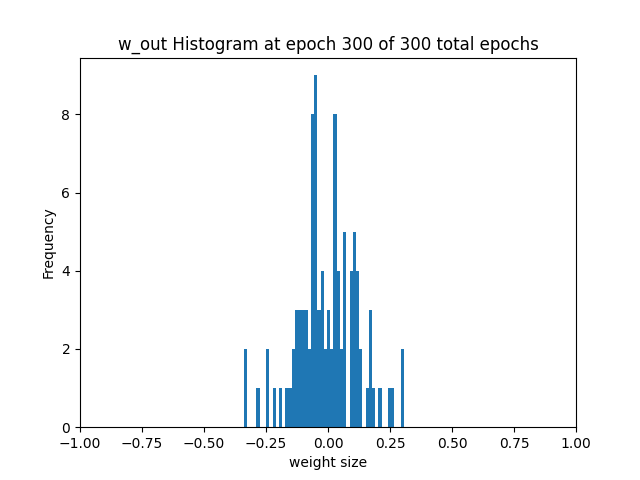 w_out Histogram at epoch 300 of 300 total epochs
Frequency
8
6
4
2
0
−1.00 −0.75 −0.50 −0.25 0.00 0.25 0.50 0.75 1.00
weight size